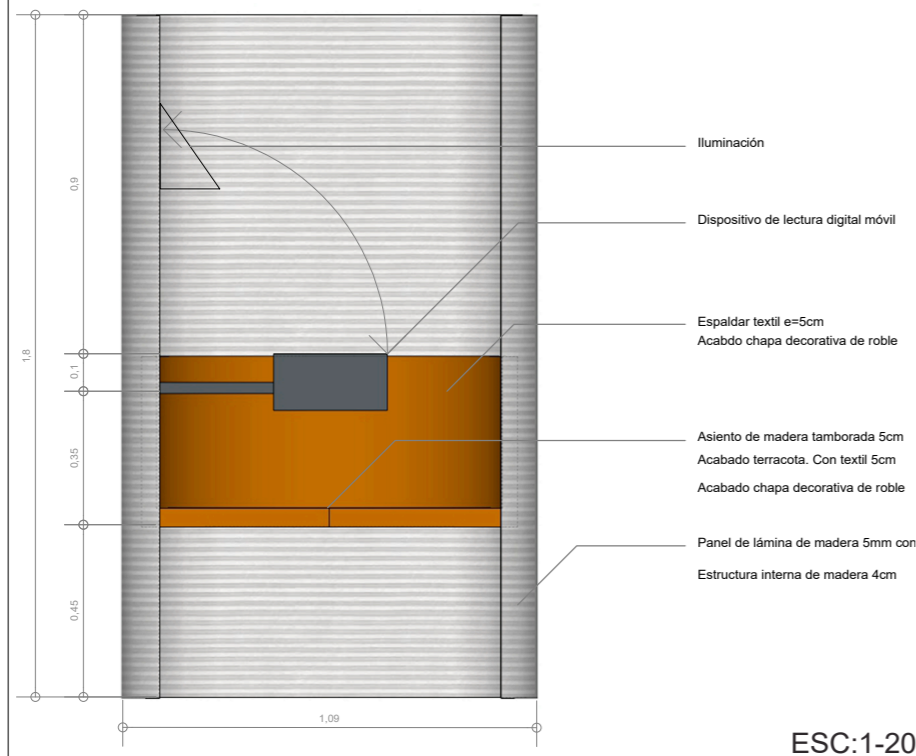 Iluminación
Dispositivo de lectura digital móvil
Espaldar textil e=5cm
Acabdo chapa decorativa de roble
Asiento de madera tamborada 5cm
Acabado terracota. Con textil 5cm
Acabado chapa decorativa de roble
Panel de lámina de madera 5mm con
Estructura interna de madera 4cm
0,9
1,8
0.1
0,35
0,45
1,09
ESC:1-20